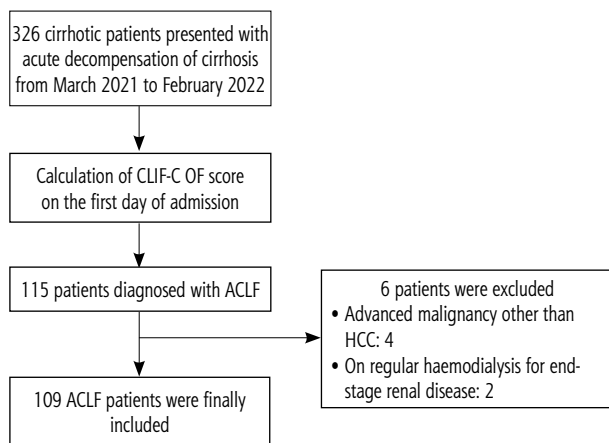 326 cirrhotic patients presented with
acute decompensation of cirrhosis
from March 2021 to February 2022
Calculation of CLIF-C OF score
on the first day of admission
115 patients diagnosed with ACLF
6 patients were excluded
• Advanced malignancy other than
HCC: 4
• On regular haemodialysis for end-
stage renal disease: 2
109 ACLF patients were finally
included